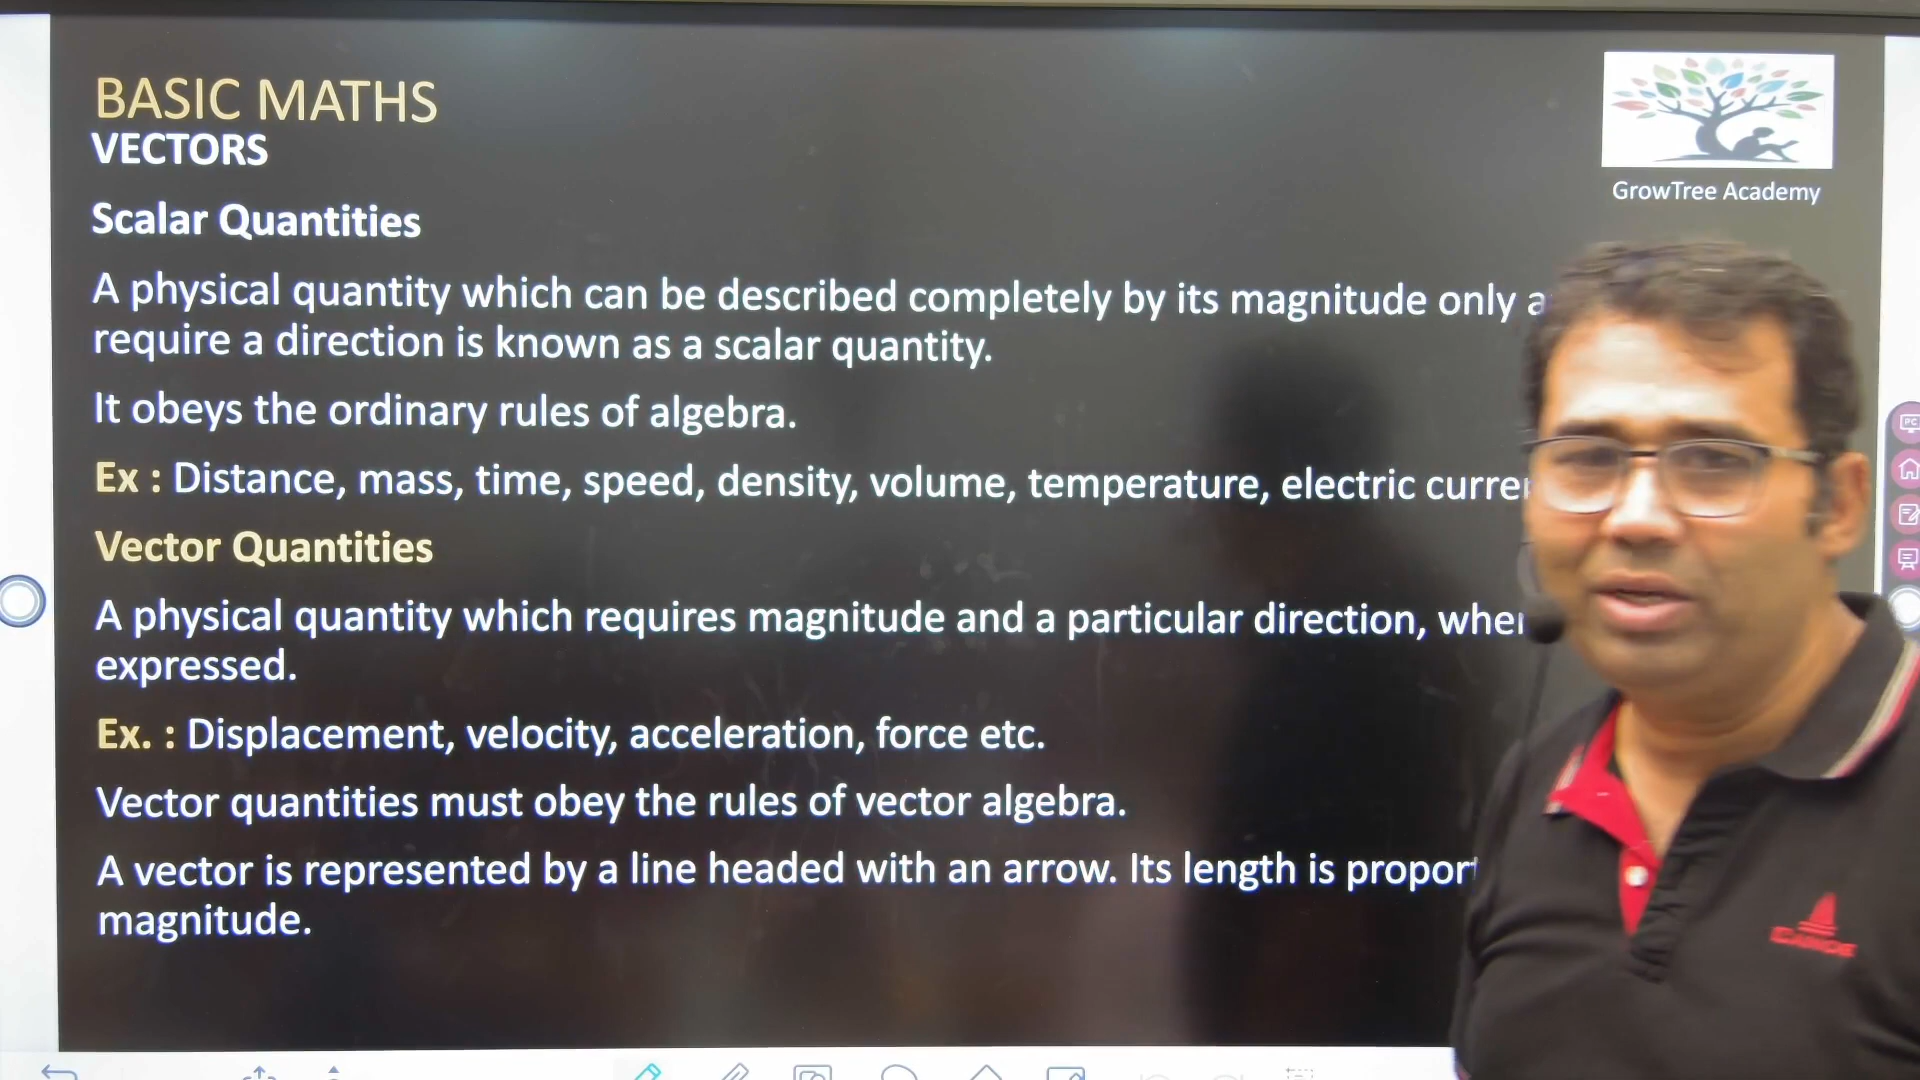 BASIC MATHS
VECTORS
GrowTree Academy
Scalar Quantities
A physical quantity which can be described completely by its magnitude only
require a direction is known as a scalar quantity.
It obeys the ordinary rules of algebra.
Ex : Distance, mass, time, speed, density, volume, temperature, electric
Vector Quantities
A physical quantity which requires magnitude and a particular direction,
expressed.
Ex. : Displacement, velocity, acceleration, force etc.
Vector quantities must obey the rules of vector algebra.
A vector is represented by a line headed with an arrow. Its length is
magnitude.
PC